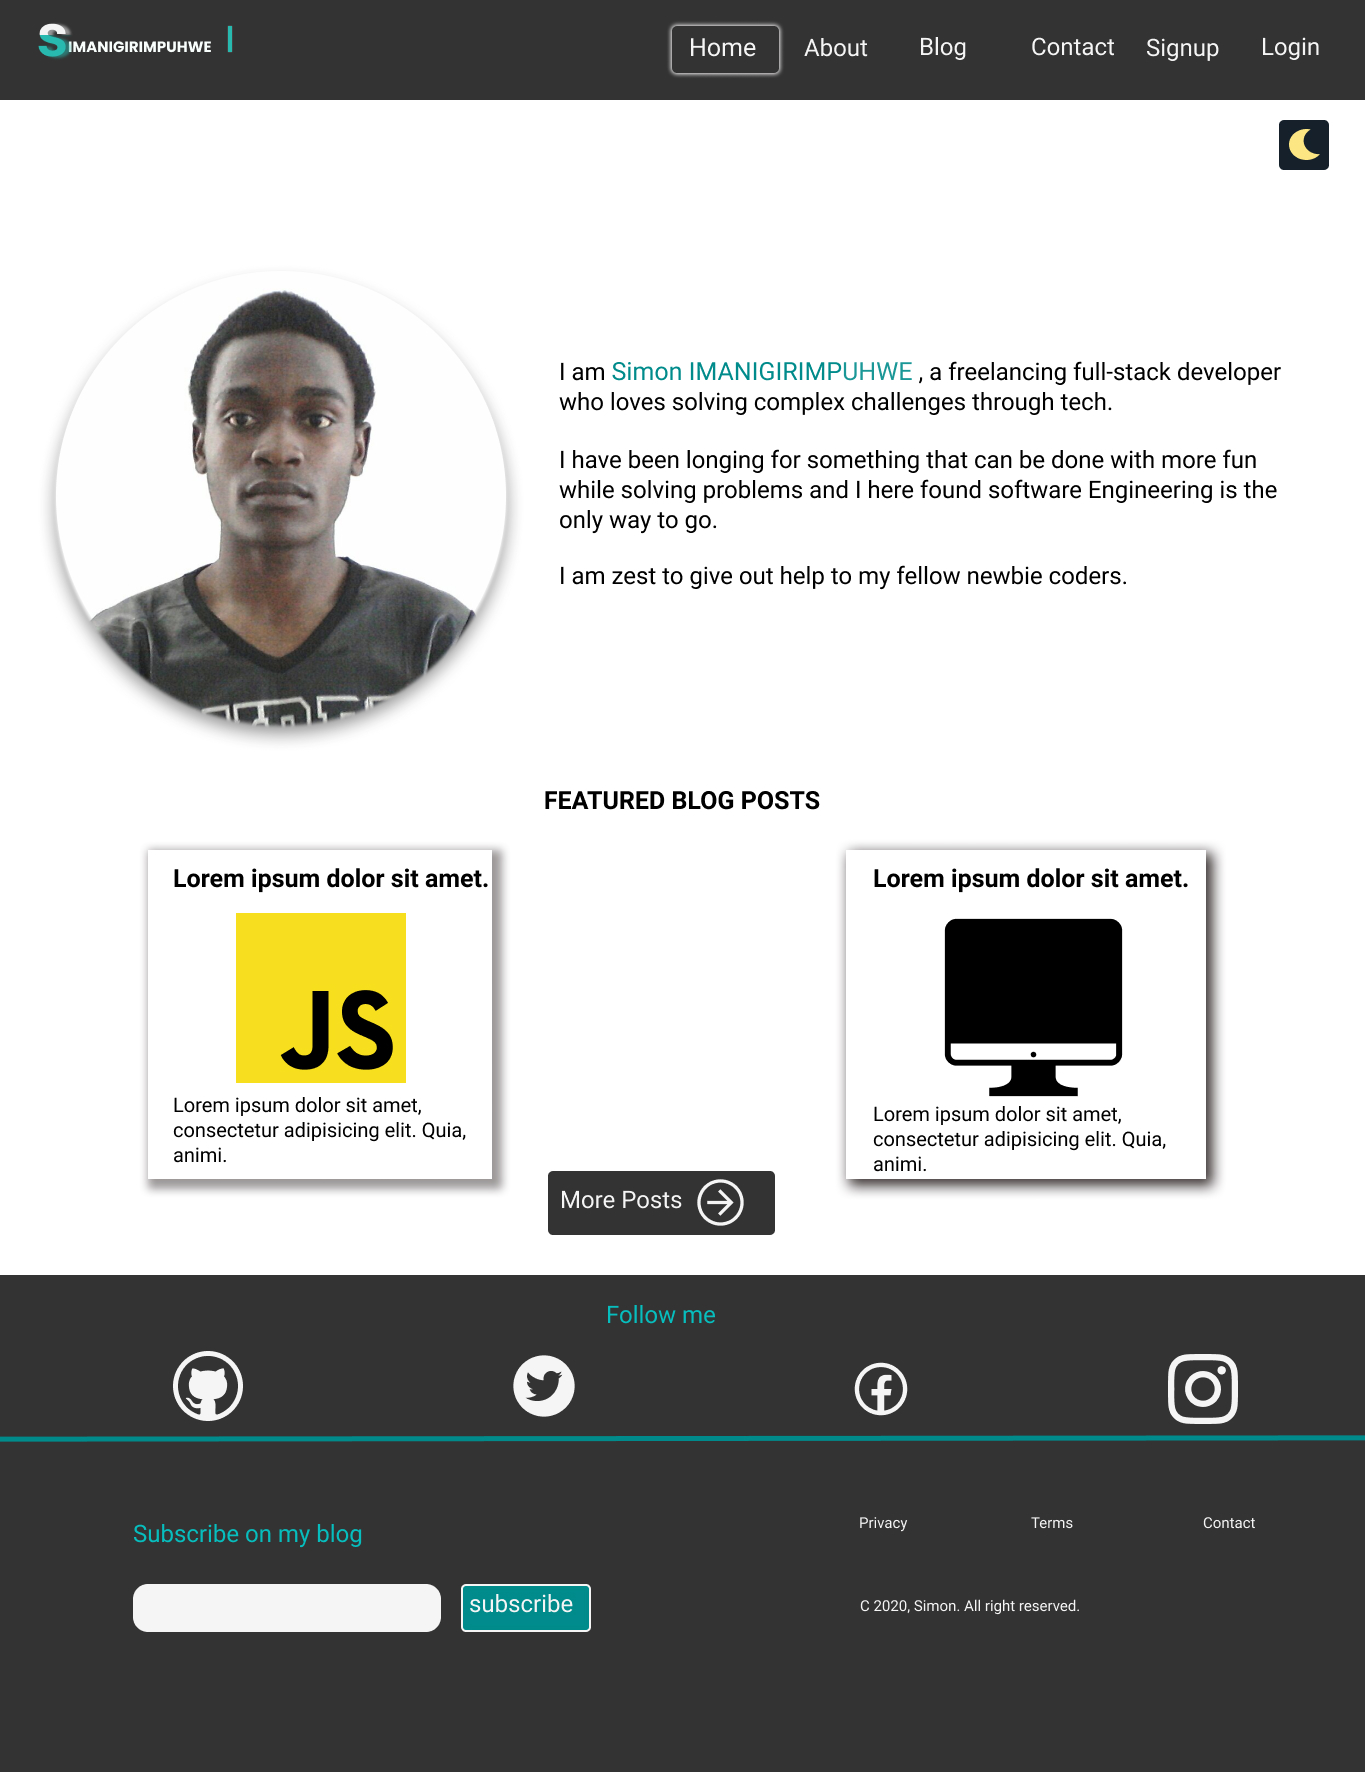 SIMANIGIRIMPUHWE
Home About Blog Contact Signup Login
I am Simon IMANIGIRIMPUHWE , a freelancing full-stack developer
who loves solving complex challenges through tech.
I have been longing for something that can be done with more fun
while solving problems and I here found software Engineering is the
only way to go.
I am zest to give out help to my fellow newbie coders.
FEATURED BLOG POSTS
Lorem ipsum dolor sit amet.
JS
Lorem ipsum dolor sit amet,
consectetur adipisicing elit. Quia,
animi.
Lorem ipsum dolor sit amet.
Lorem ipsum dolor sit amet,
consectetur adipisicing elit. Quia,
animi.
More Posts
Follow me
Subscribe on my blog
subscribe
Privacy Terms Contact
C 2020, Simon. All right reserved.